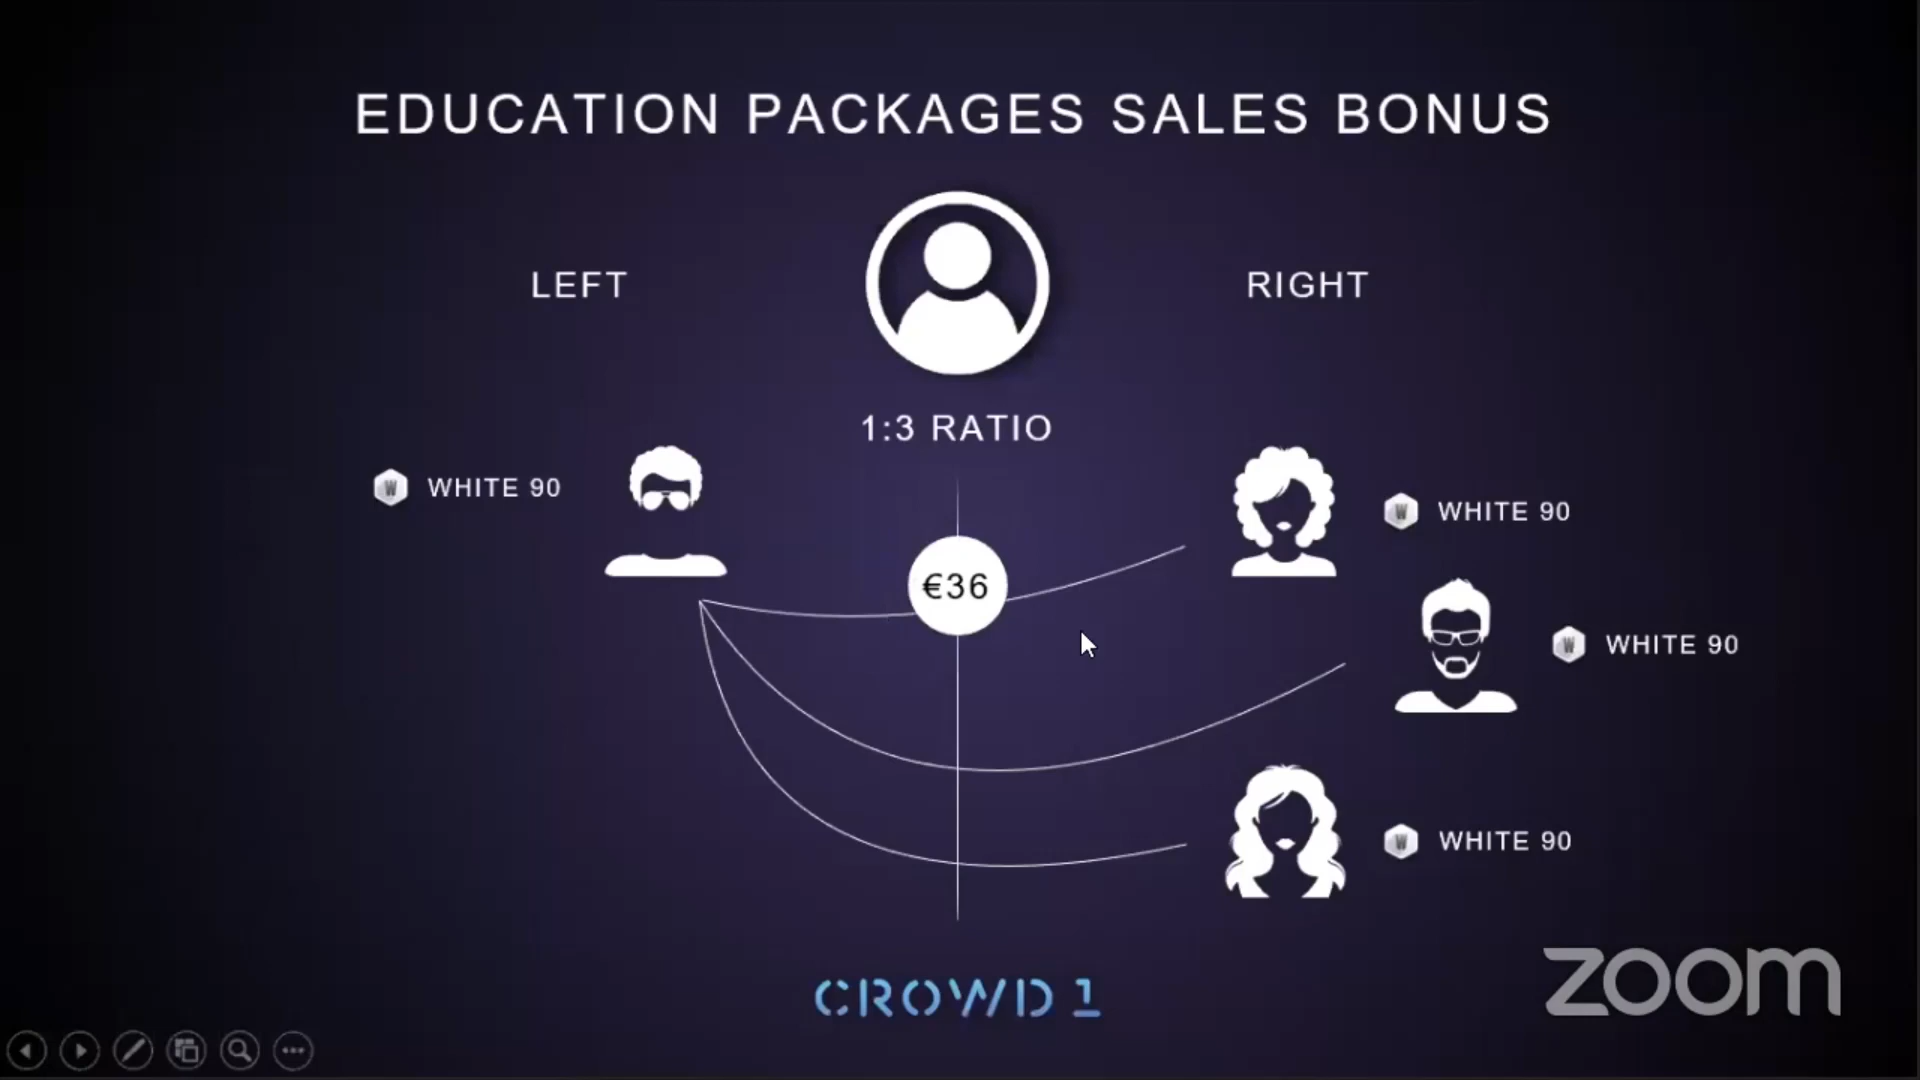 EDUCATION PACKAGES SALES BONUS
LEFT
RIGHT
1:3 RATIO
W WHITE 90
W WHITE 90
€36
W WHITE 90
W WHITE 90
CROWD 1
zoom